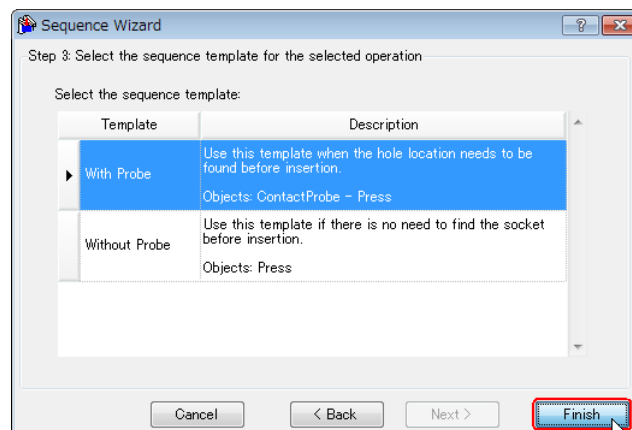 Sequence Wizard
Step 3: Select the sequence template for the selected operation
Select the sequence template:
Template Description
With Probe
Use this template when the hole location needs to be
found before insertion.
Objects: ContactProbe - Press
Without Probe
Use this template if there is no need to find the socket
before insertion.
Objects: Press
Cancel < Back Next > Finish